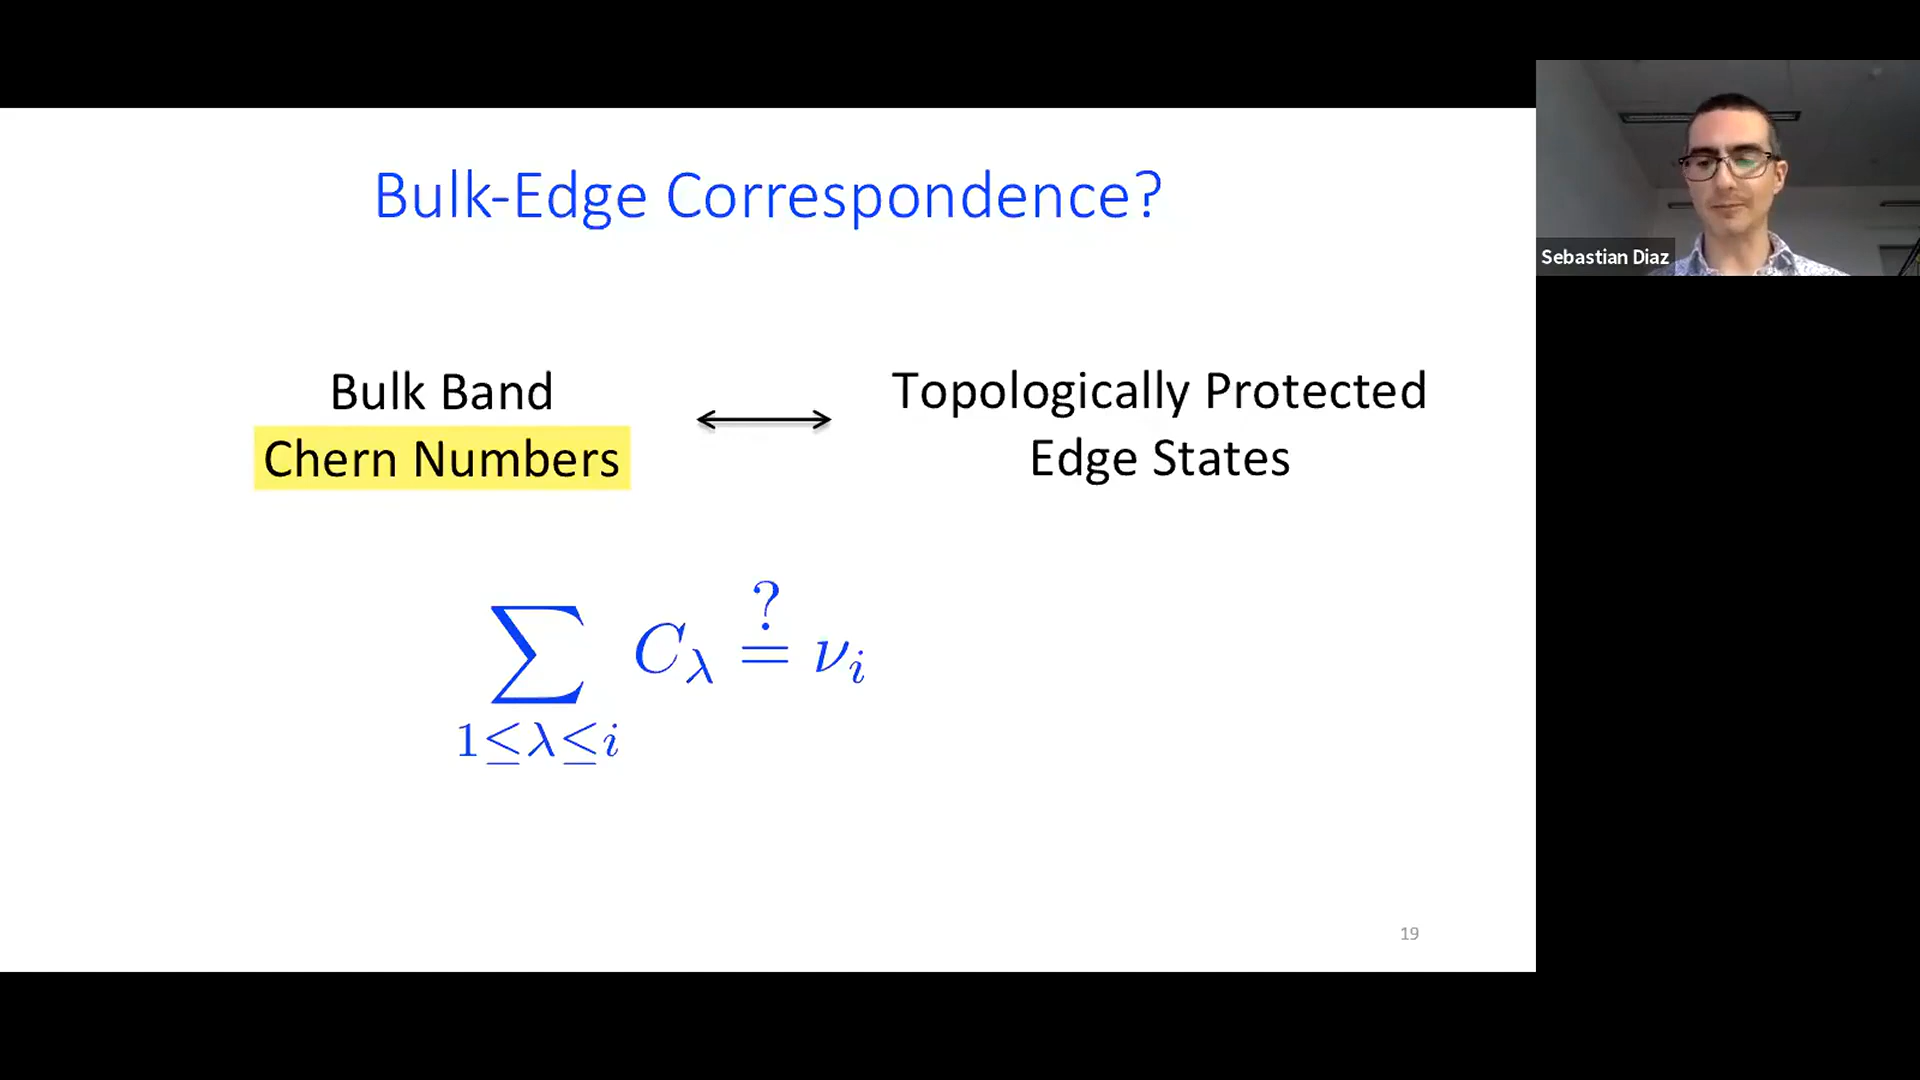 Bulk-Edge Correspondence?
Bulk Band
Chern Numbers
Topologically Protected
Edge States
∑ C_λ ≟ ν_i
1≤λ≤i
19
Sebastian Diaz